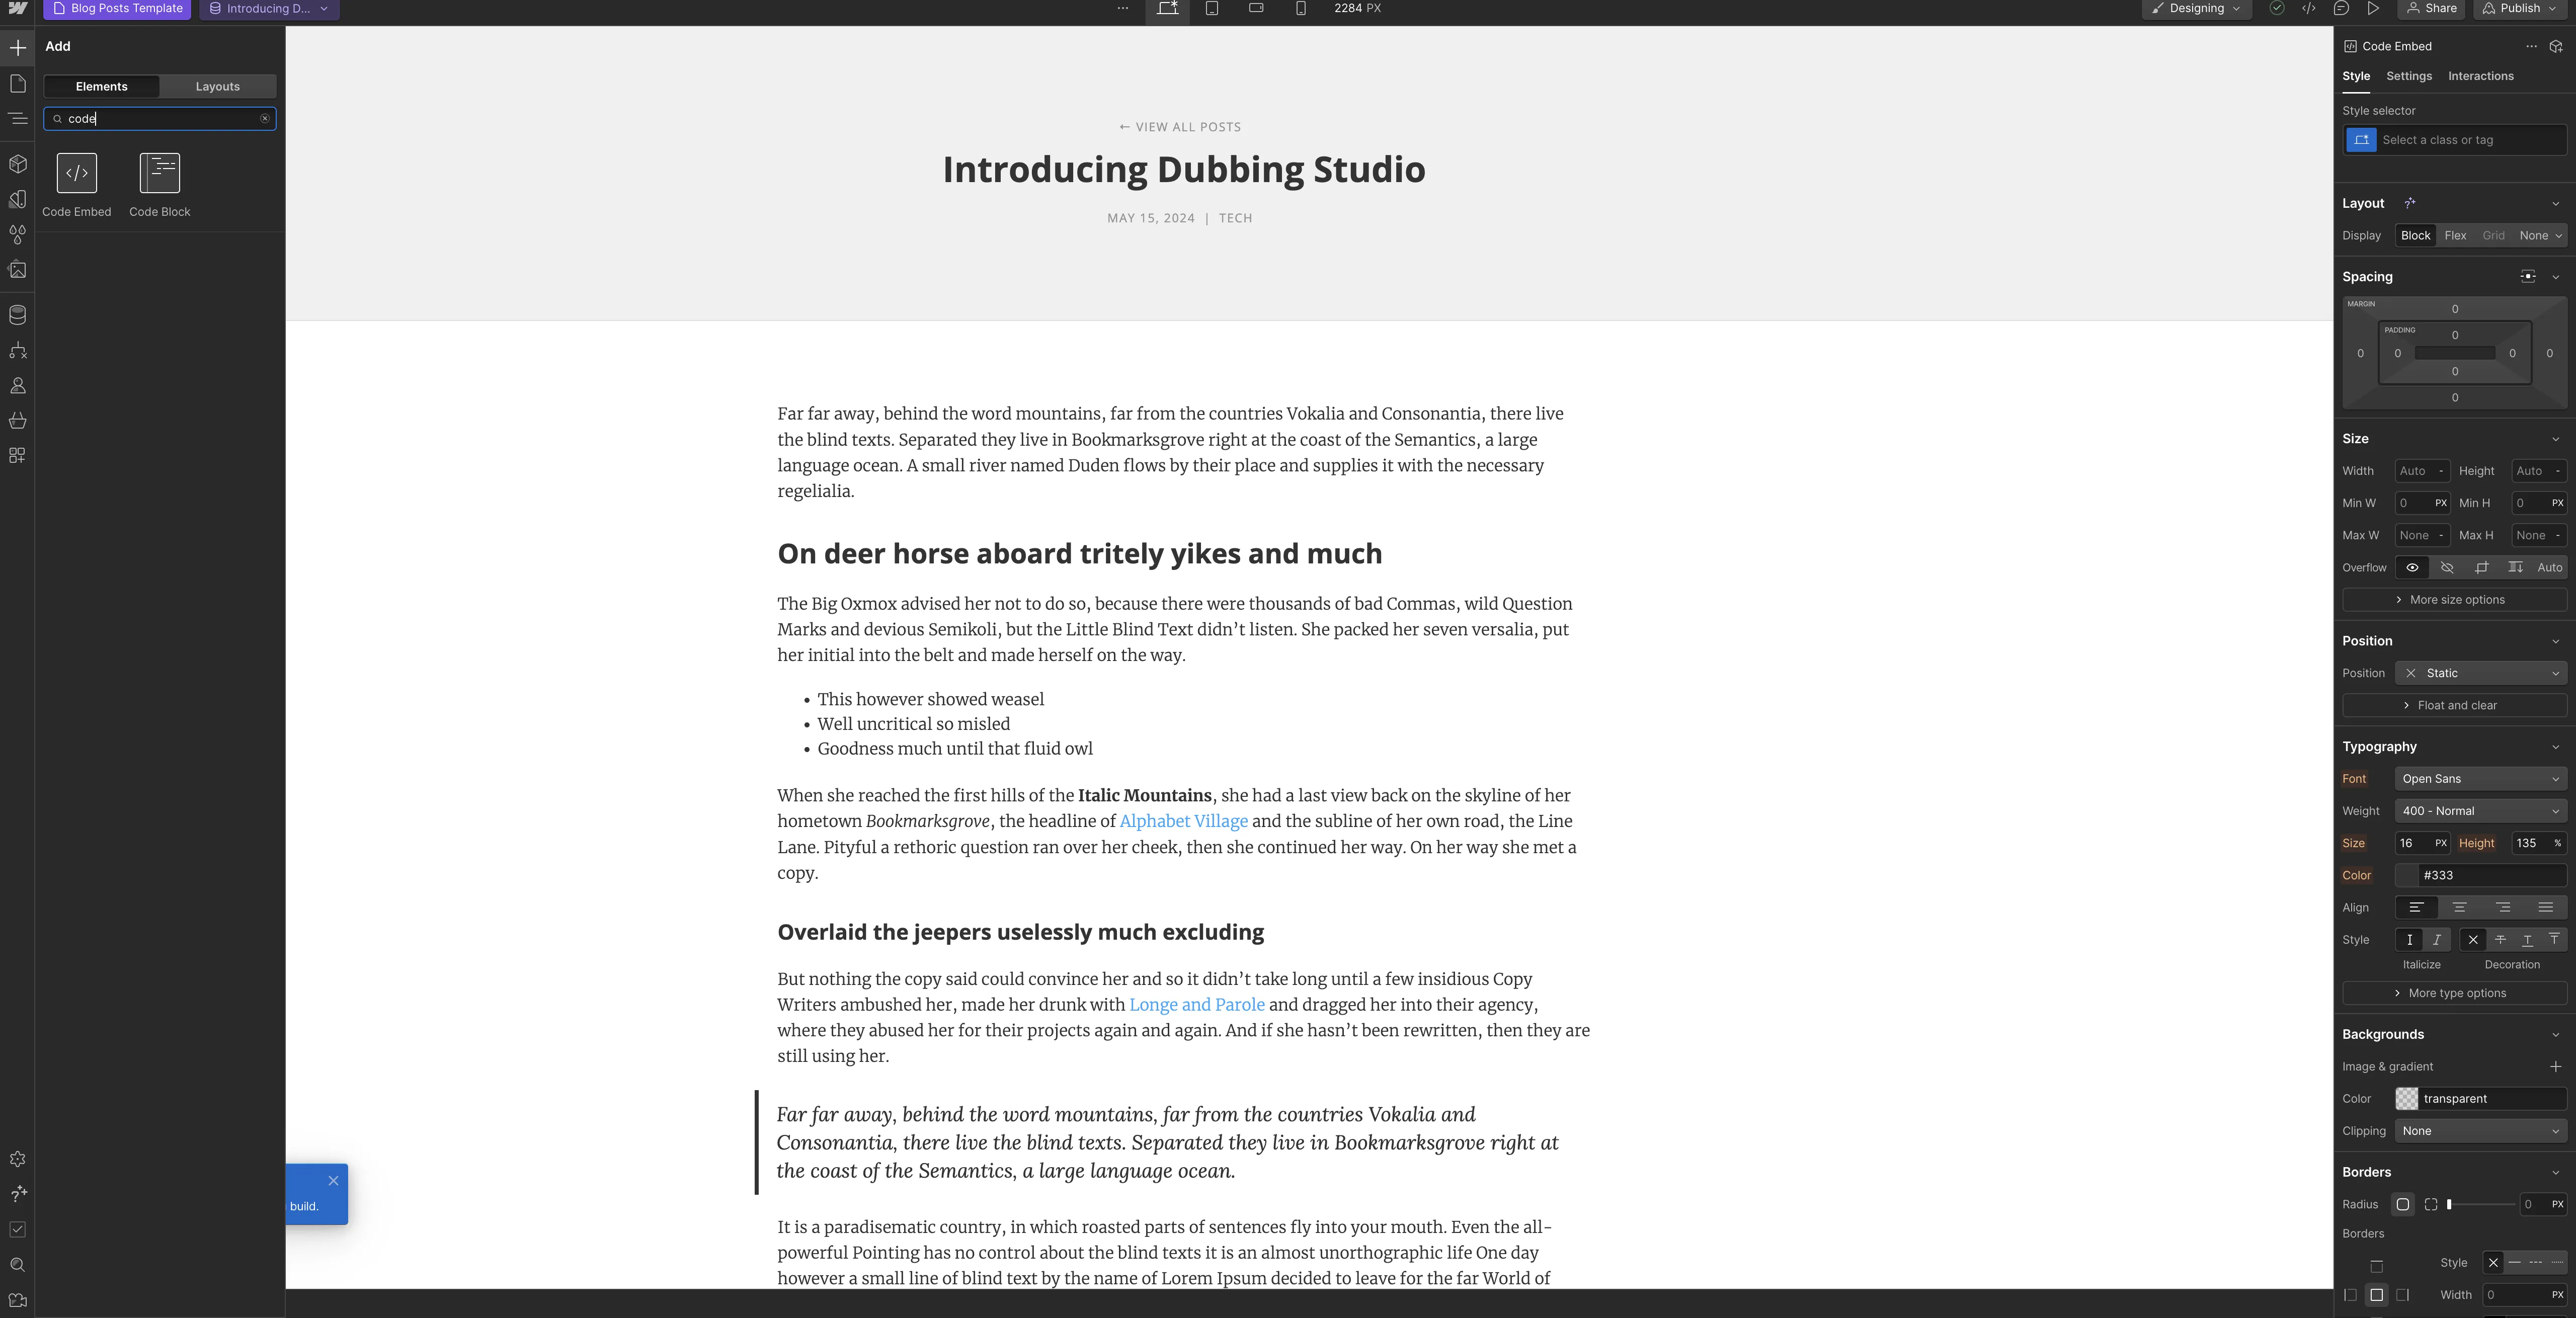 Blog Posts Template
Introducing D...
2284 PX
Designing
Share
Publish
Add
Elements
Layouts
code
Code Embed
Code Block
← VIEW ALL POSTS
Introducing Dubbing Studio
MAY 15, 2024 | TECH
Far far away, behind the word mountains, far from the countries Vokalia and Consonantia, there live
the blind texts. Separated they live in Bookmarksgrove right at the coast of the Semantics, a large
language ocean. A small river named Duden flows by their place and supplies it with the necessary
regelialia.
On deer horse aboard tritely yikes and much
The Big Oxmox advised her not to do so, because there were thousands of bad Commas, wild Question
Marks and devious Semikoli, but the Little Blind Text didn’t listen. She packed her seven versalia, put
her initial into the belt and made herself on the way.
• This however showed weasel
• Well uncritical so misled
• Goodness much until that fluid owl
When she reached the first hills of the Italic Mountains, she had a last view back on the skyline of her
hometown Bookmarksgrove, the headline of Alphabet Village and the subline of her own road, the Line
Lane. Pityful a rethoric question ran over her cheek, then she continued her way. On her way she met a
copy.
Overlaid the jeepers uselessly much excluding
But nothing the copy said could convince her and so it didn’t take long until a few insidious Copy
Writers ambushed her, made her drunk with Longe and Parole and dragged her into their agency,
where they abused her for their projects again and again. And if she hasn’t been rewritten, then they are
still using her.
Far far away, behind the word mountains, far from the countries Vokalia and
Consonantia, there live the blind texts. Separated they live in Bookmarksgrove right at
the coast of the Semantics, a large language ocean.
It is a paradisematic country, in which roasted parts of sentences fly into your mouth. Even the all-
powerful Pointing has no control about the blind texts it is an almost unorthographic life One day
however a small line of blind text by the name of Lorem Ipsum decided to leave for the far World of
build.
Code Embed
Style Settings Interactions
Style selector
Select a class or tag
Layout
Display Block Flex Grid None
Spacing
MARGIN
0
PADDING
0
0 0 0 0
0
0
Size
Width Auto - Height Auto -
Min W 0 PX Min H 0 PX
Max W None - Max H None -
Overflow Auto
More size options
Position
Position Static
Float and clear
Typography
Font Open Sans
Weight 400 - Normal
Size 16 PX Height 135 %
Color #333
Align
Style
Italicize Decoration
More type options
Backgrounds
Image & gradient
Color transparent
Clipping None
Borders
Radius 0 PX
Borders
Style
Width 0 PX